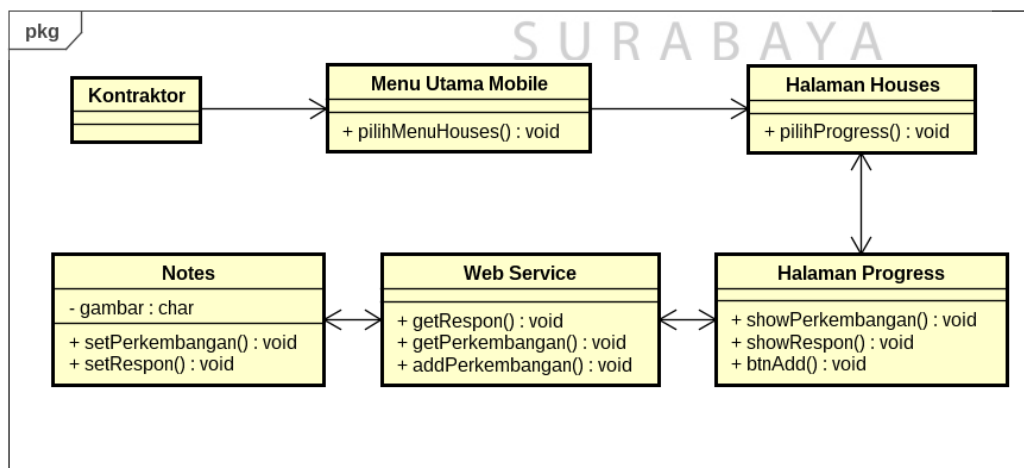 pkg
SURABAYA
Kontraktor
Menu Utama Mobile
+ pilihMenuHouses() : void
Halaman Houses
+ pilihProgress() : void
Notes
- gambar : char
+ setPerkembangan() : void
+ setRespon() : void
Web Service
+ getRespon() : void
+ getPerkembangan() : void
+ addPerkembangan() : void
Halaman Progress
+ showPerkembangan() : void
+ showRespon() : void
+ btnAdd() : void